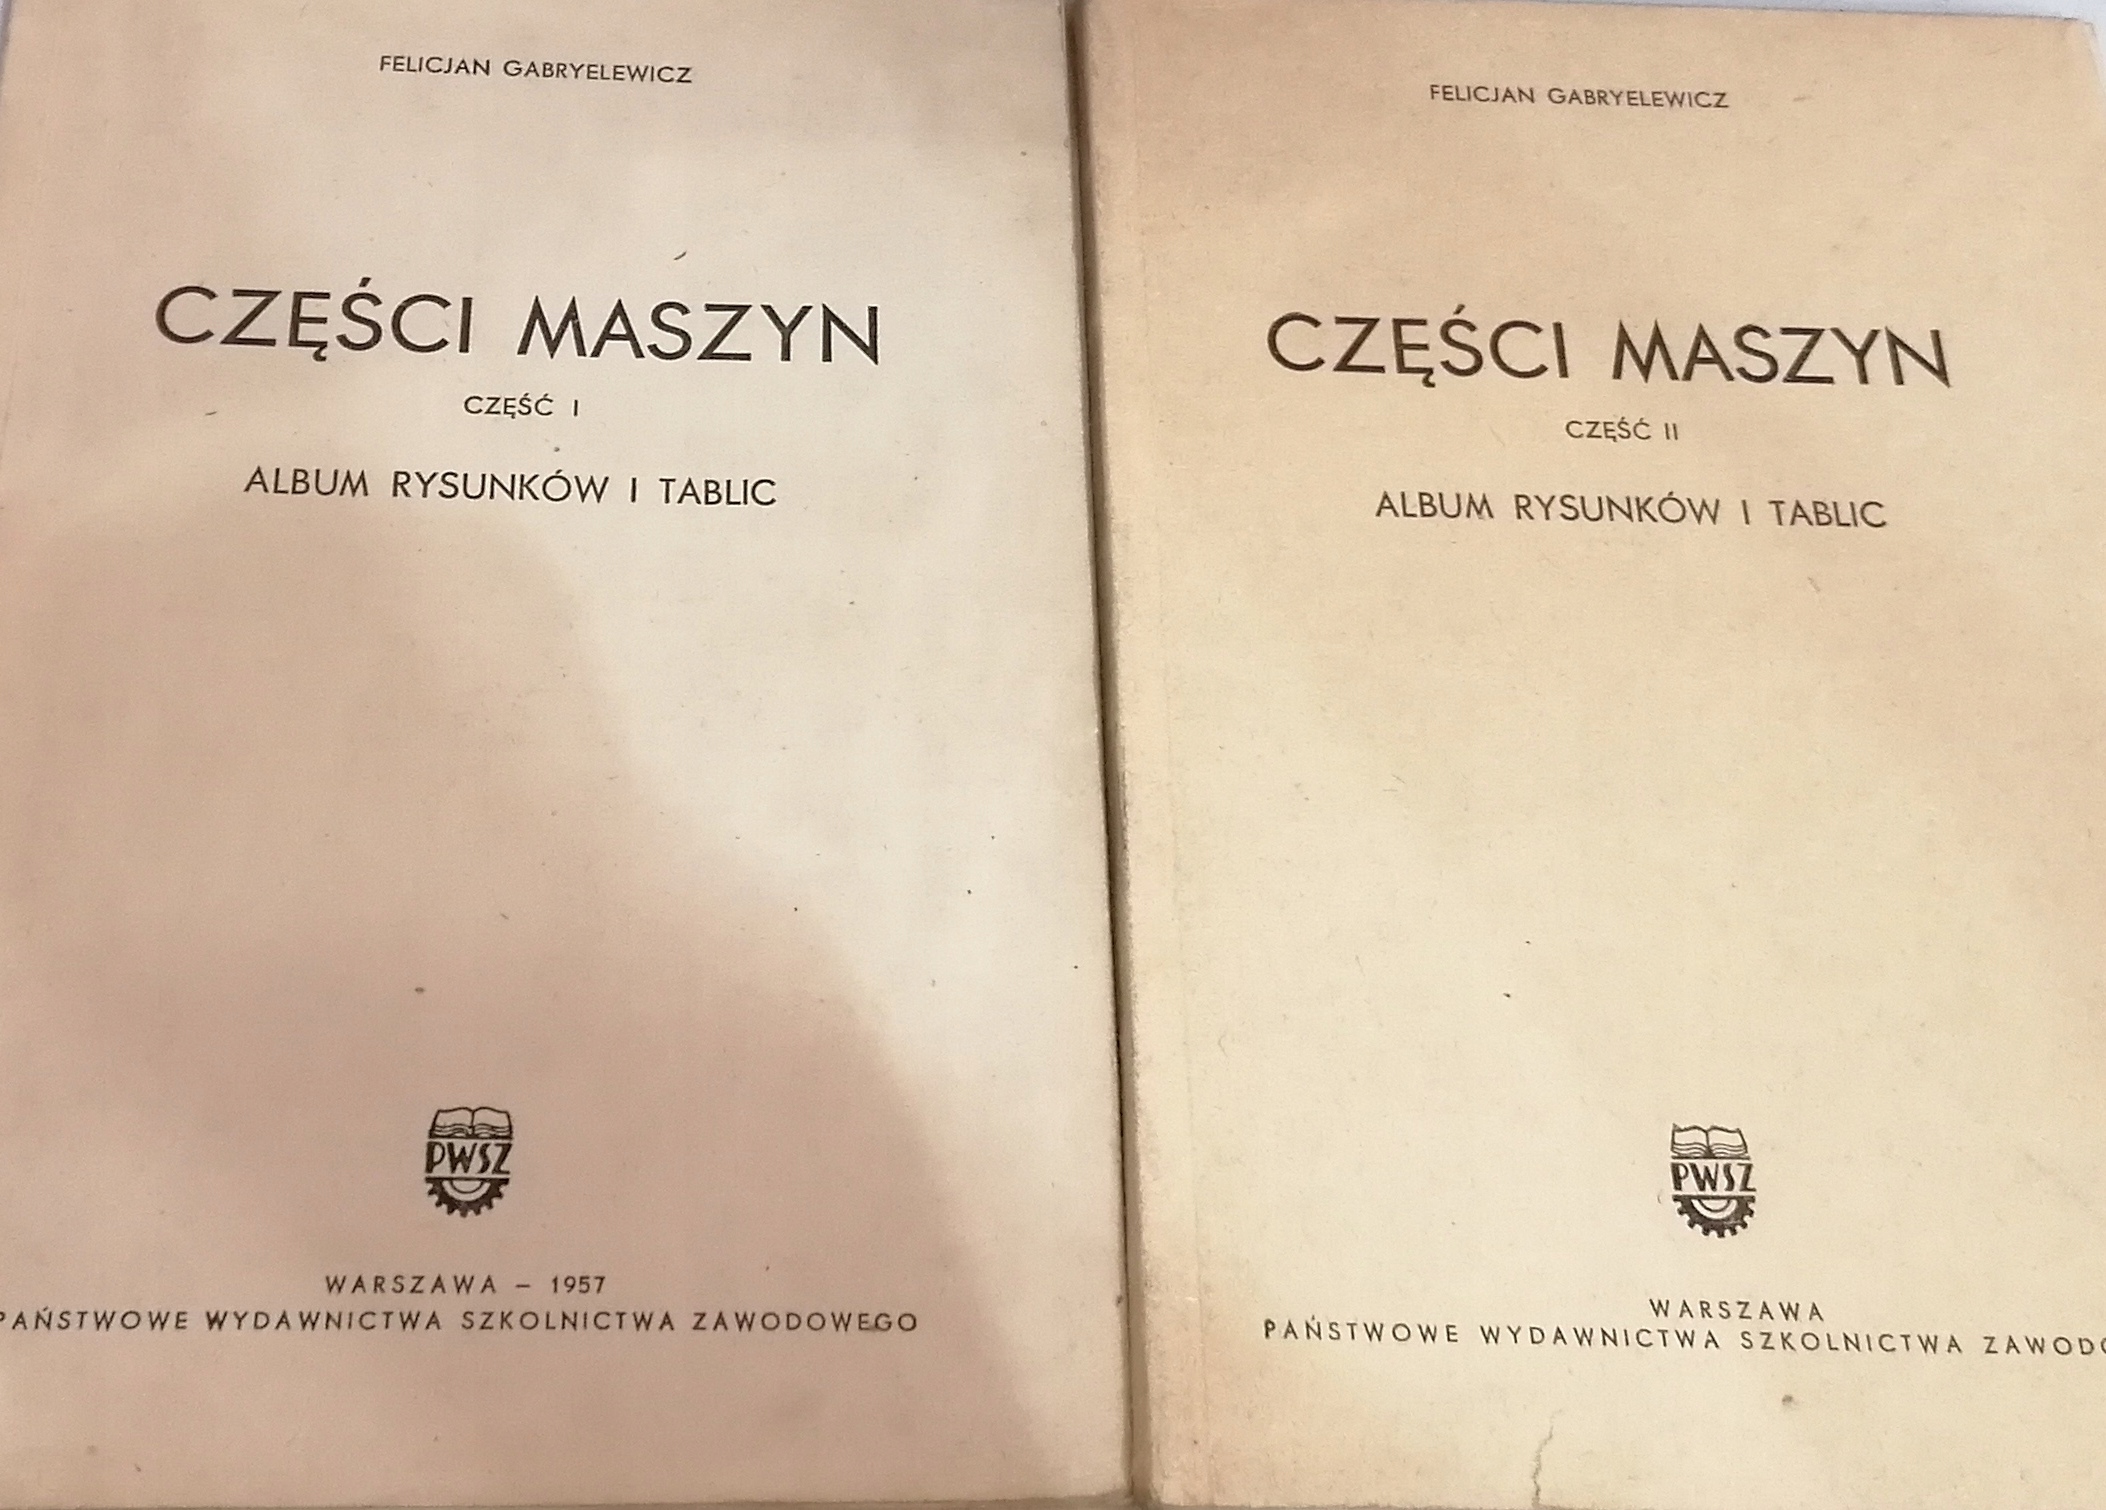 FELICJAN GABRYELEWICZ
CZĘŚCI MASZYN
CZĘŚĆ I
ALBUM RYSUNKÓW I TABLIC
PWSZ
WARSZAWA – 1957
PAŃSTWOWE WYDAWNICTWA SZKOLNICTWA ZAWODOWEGO
FELICJAN GABRYELEWICZ
CZĘŚCI MASZYN
CZĘŚĆ II
ALBUM RYSUNKÓW I TABLIC
PWSZ
WARSZAWA
PAŃSTWOWE WYDAWNICTWA SZKOLNICTWA ZAWODO